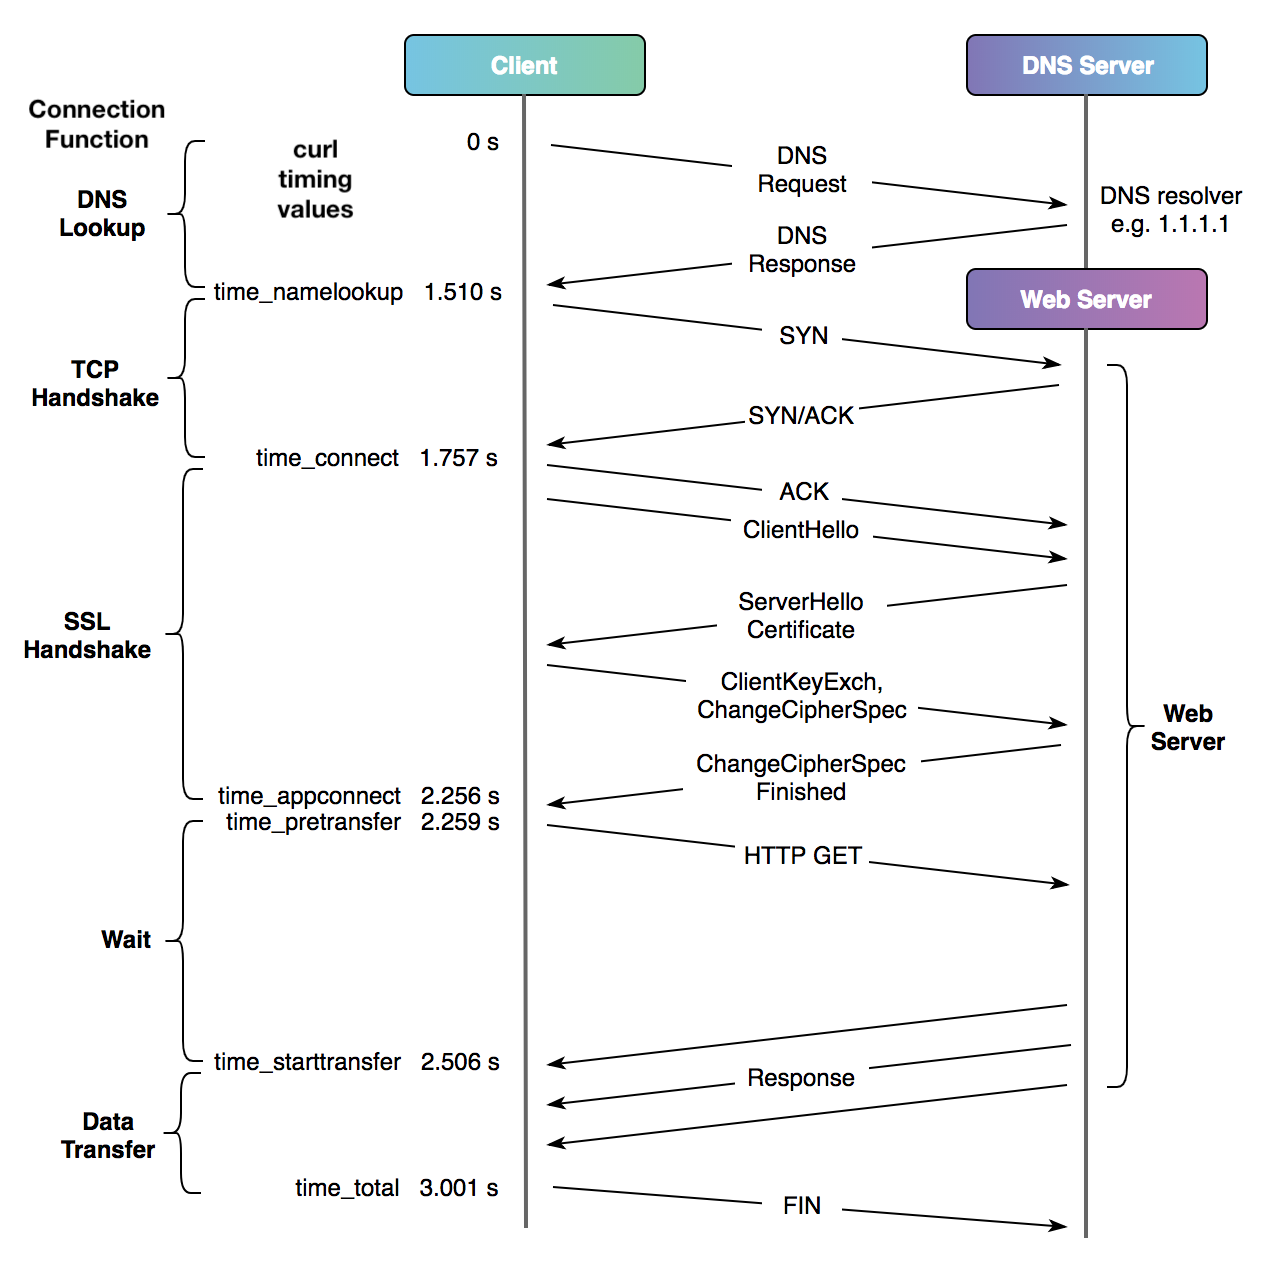 Client
DNS Server
Connection
Function
curl
timing
values
0 s
DNS
Request
DNS
Lookup
DNS resolver
e.g. 1.1.1.1
DNS
Response
time_namelookup 1.510 s
Web Server
SYN
TCP
Handshake
SYN/ACK
time_connect 1.757 s
ACK
ClientHello
ServerHello
Certificate
SSL
Handshake
ClientKeyExch,
ChangeCipherSpec
Web
Server
ChangeCipherSpec
Finished
time_appconnect 2.256 s
time_pretransfer 2.259 s
HTTP GET
Wait
time_starttransfer 2.506 s
Response
Data
Transfer
time_total 3.001 s
FIN